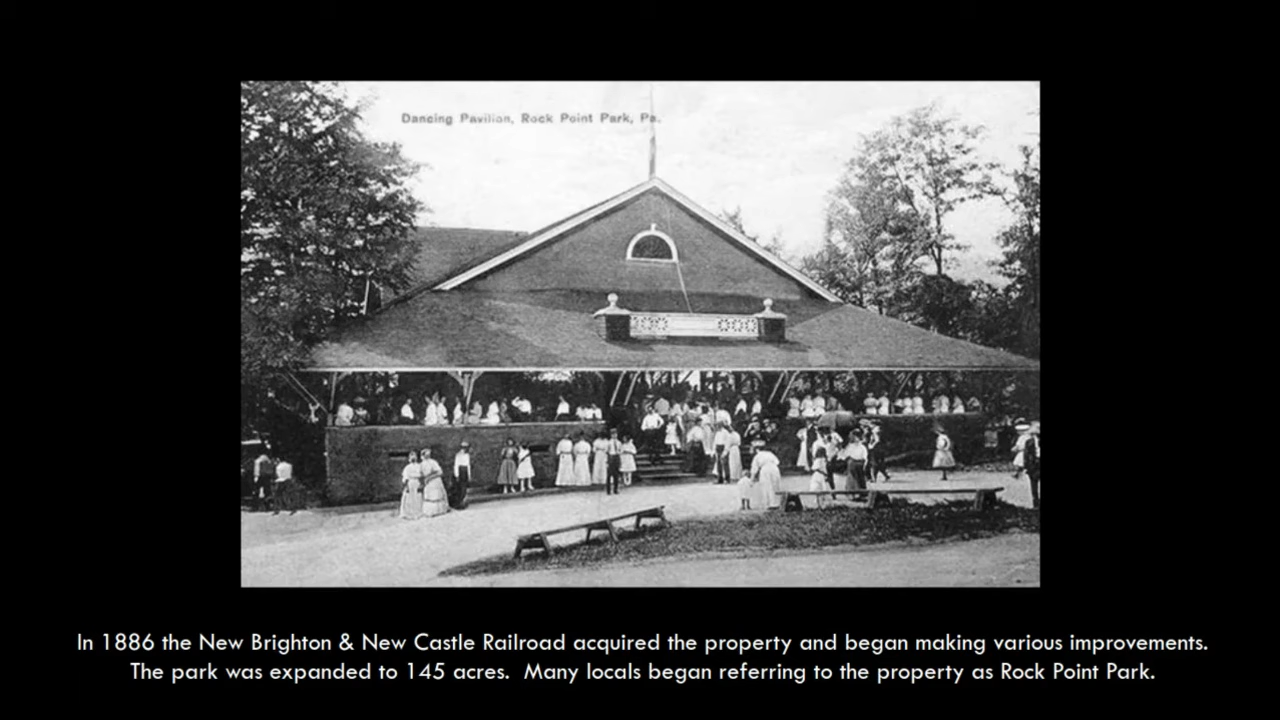 Dancing Pavilion, Rock Point Park, Pa.
In 1886 the New Brighton & New Castle Railroad acquired the property and began making various improvements.
The park was expanded to 145 acres.  Many locals began referring to the property as Rock Point Park.